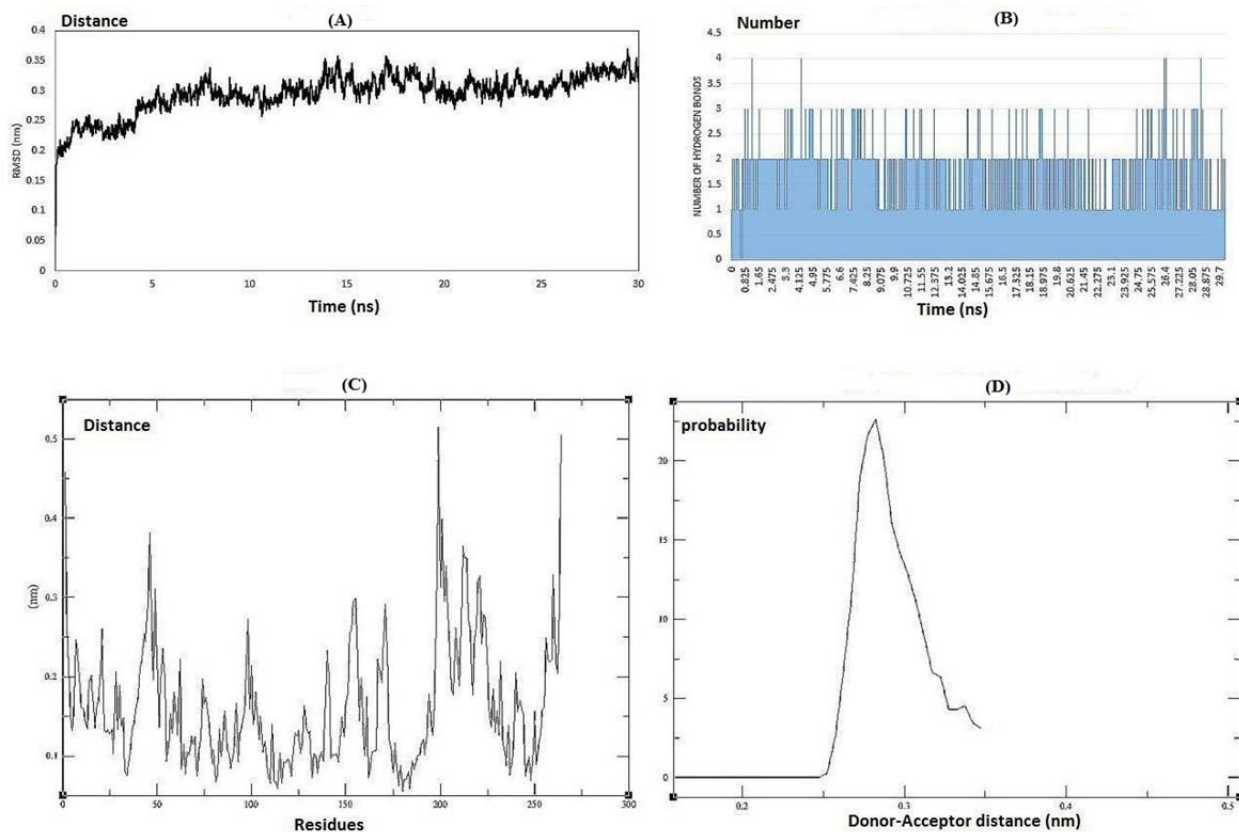 Distance
(A)
0.4
0.35
0.3
0.25
0.2
0.15
0.1
0.05
0
RMSD (nm)
0 5 10 15 20 25 30
Time (ns)
(B)
Number
4.5
4
3.5
3
2.5
2
1.5
1
0.5
0
NUMBER OF HYDROGEN BONDS
0 0.825 1.65 2.475 3.3 4.125 4.95 5.775 6.6 7.425 8.25 9.075 9.9 10.725 11.55 12.375 13.2 14.025 14.85 15.675 16.5 17.325 18.15 18.975 19.8 20.625 21.45 22.275 23.1 23.925 24.75 25.575 26.4 27.225 28.05 28.875 29.7
Time (ns)
(C)
Distance
0.5
0.4
0.3
0.2
0.1
(nm)
0 50 100 150 200 250 300
Residues
(D)
probability
20
15
10
5
0
0.2 0.3 0.4 0.5
Donor-Acceptor distance (nm)